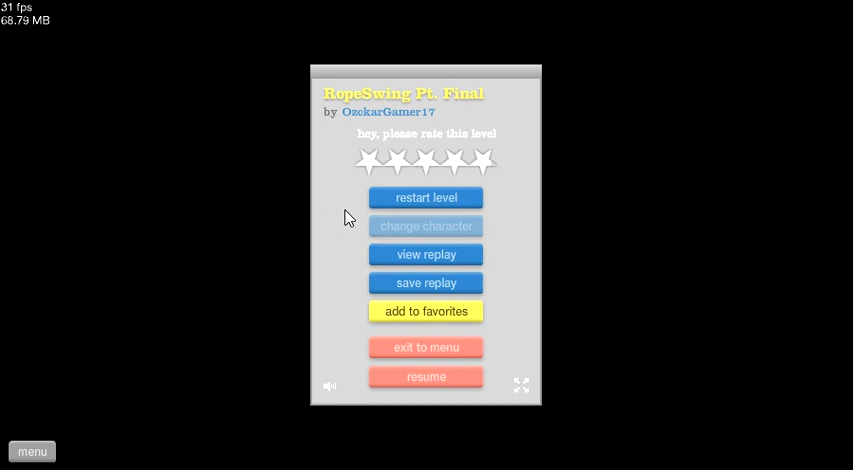 31 fps
68.79 MB
RopeSwing Pt. Final
by OzckarGamer17
hey, please rate this level
restart level
change character
view replay
save replay
add to favorites
exit to menu
resume
menu